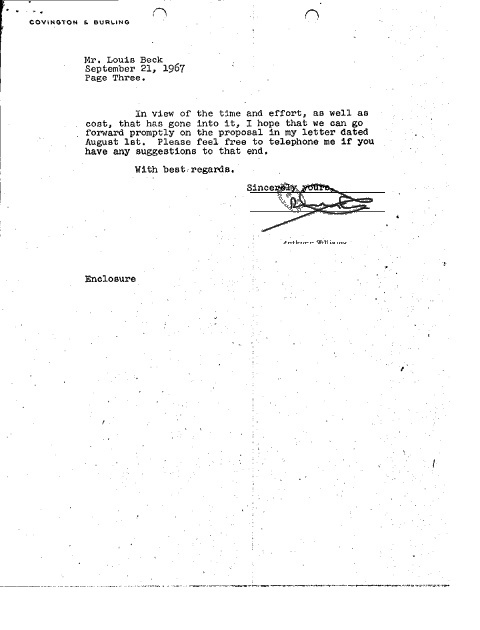 COVINGTON & BURLING
Mr. Louis Beck
September 21, 1967
Page Three.
In view of the time and effort, as well as
cost, that has gone into it, I hope that we can go
forward promptly on the proposal in my letter dated
August 1st. Please feel free to telephone me if you
have any suggestions to that end.
With best regards.
Sincerely yours,
Enclosure